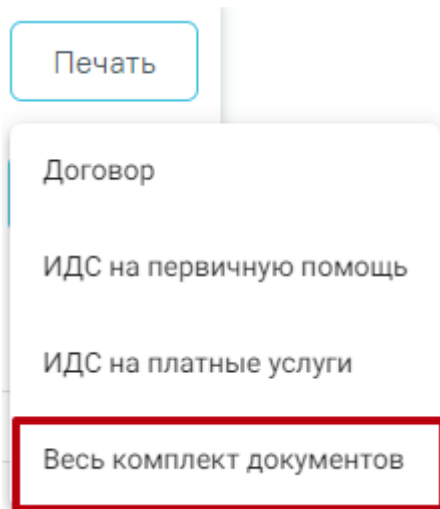 Печать
Договор
ИДС на первичную помощь
ИДС на платные услуги
Весь комплект документов